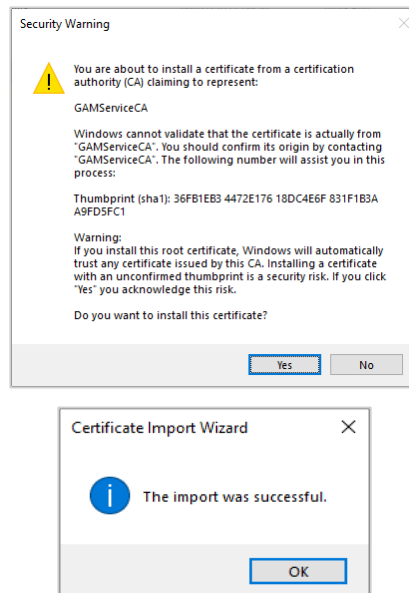 Security Warning
You are about to install a certificate from a certification
authority (CA) claiming to represent:
GAMServiceCA
Windows cannot validate that the certificate is actually from
"GAMServiceCA". You should confirm its origin by contacting
"GAMServiceCA". The following number will assist you in this
process:
Thumbprint (sha1): 36FB1EB3 4472E176 18DC4E6F 831F1B3A
A9FD5FC1
Warning:
If you install this root certificate, Windows will automatically
trust any certificate issued by this CA. Installing a certificate
with an unconfirmed thumbprint is a security risk. If you click
"Yes" you acknowledge this risk.
Do you want to install this certificate?
Yes No
Certificate Import Wizard
The import was successful.
OK